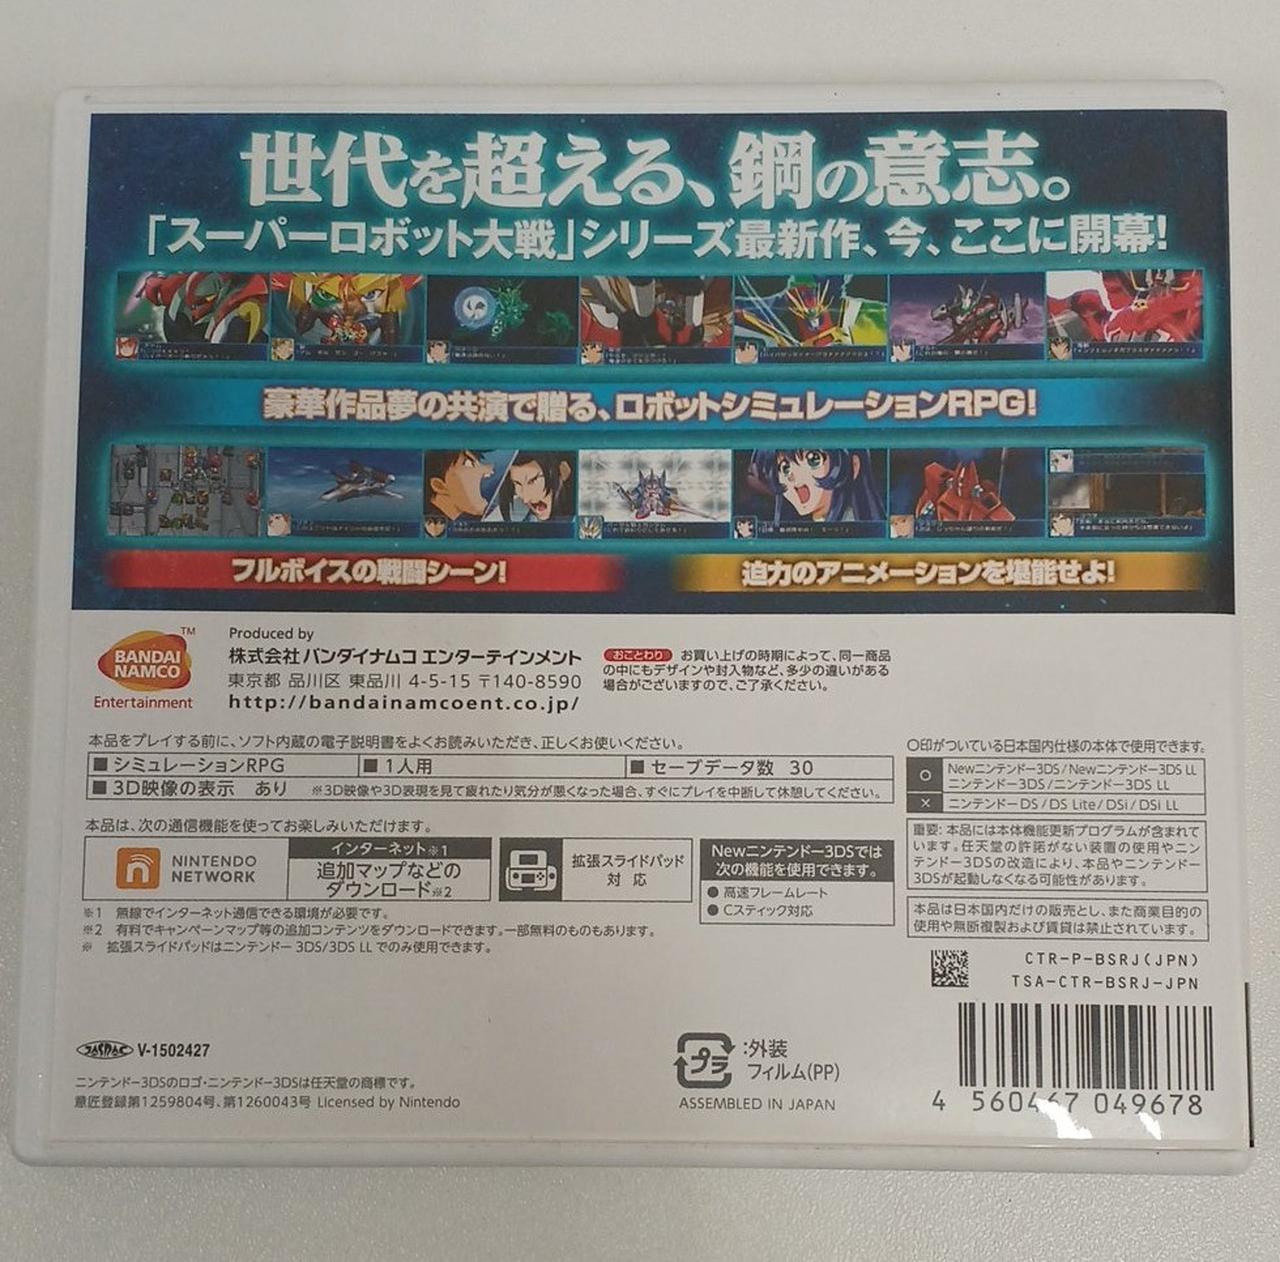 世代を超える、鋼の意志。
「スーパーロボット大戦」シリーズ最新作、今、ここに開幕!
豪華作品夢の共演で贈る、ロボットシミュレーションRPG!
フルボイスの戦闘シーン!
迫力のアニメーションを堪能せよ!
BANDAI
NAMCO
TM
Entertainment
Produced by
株式会社バンダイナムコ エンターテインメント
東京都 品川区 東品川 4-5-15 〒140-8590
http://bandainamcoent.co.jp/
おことわり お買い上げの時期によって、同一商品
の中にもデザインや封入物など、多少の違いがある
場合がございますので、ご了承ください。
本品をプレイする前に、ソフト内蔵の電子説明書をよくお読みいただき、正しくお使いください。
■ シミュレーションRPG ■ 1人用 ■ セーブデータ数 30
■ 3D映像の表示 あり ※3D映像や3D表現を見て疲れたり気分が悪くなった場合、すぐにプレイを中断して休憩してください。
○印がついている日本国内仕様の本体で使用できます。
○ Newニンテンドー3DS/Newニンテンドー3DS LL
ニンテンドー3DS/ニンテンドー3DS LL
× ニンテンドーDS/DS Lite/DSi/DSi LL
本品は、次の通信機能を使ってお楽しみいただけます。
NINTENDO
NETWORK
インターネット※1
追加マップなどの
ダウンロード※2
拡張スライドパッド
対 応
Newニンテンドー3DSでは
次の機能を使用できます。
● 高速フレームレート
● Cスティック対応
重要: 本品には本体機能更新プログラムが含まれて
います。任天堂の許諾がない装置の使用やニン
テンドー3DSの改造により、本品やニンテンドー
3DSが起動しなくなる可能性があります。
本品は日本国内だけの販売とし、また商業目的の
使用や無断複製および賃貸は禁止されています。
※1 無線でインターネット通信できる環境が必要です。
※2 有料でキャンペーンマップ等の追加コンテンツをダウンロードできます。一部無料のものもあります。
※ 拡張スライドパッドはニンテンドー3DS/3DS LL でのみ使用できます。
CTR-P-BSRJ(JPN)
TSA-CTR-BSRJ-JPN
JASRAC V-1502427
ニンテンドー3DSのロゴ・ニンテンドー3DSは任天堂の商標です。
意匠登録第1259804号、第1260043号 Licensed by Nintendo
プラ :外装
フィルム(PP)
ASSEMBLED IN JAPAN
4 560467 049678